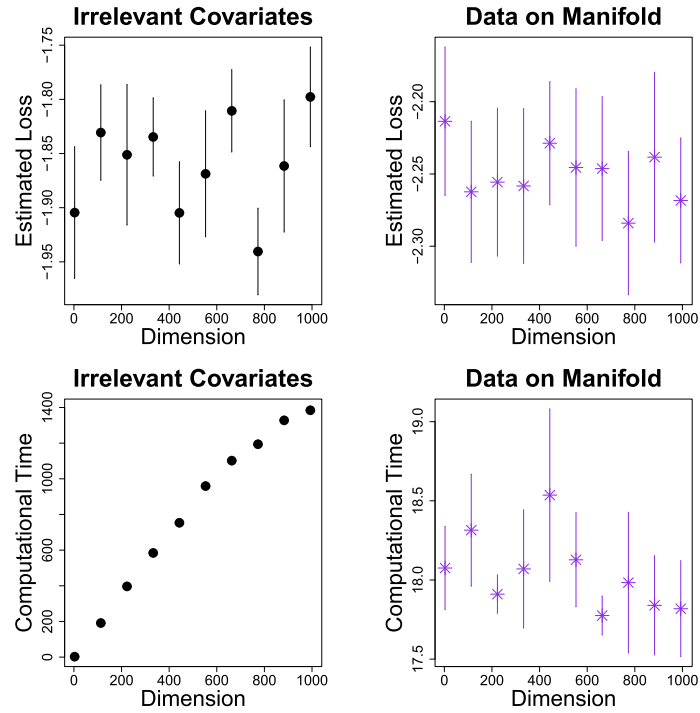 Irrelevant Covariates
Data on Manifold
Estimated Loss
−1.75
−1.80
−1.85
−1.90
−1.95
0 200 400 600 800 1000
Dimension
Estimated Loss
−2.20
−2.25
−2.30
0 200 400 600 800 1000
Dimension
Irrelevant Covariates
Data on Manifold
Computational Time
1400
1000
600
200
0
0 200 400 600 800 1000
Dimension
Computational Time
19.0
18.5
18.0
17.5
0 200 400 600 800 1000
Dimension